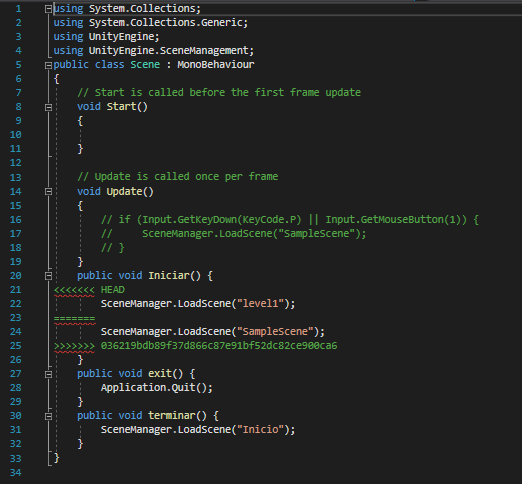 1 using System.Collections;
2 using System.Collections.Generic;
3 using UnityEngine;
4 using UnityEngine.SceneManagement;
5 public class Scene : MonoBehaviour
6 {
7 // Start is called before the first frame update
8 void Start()
9 {
10
11 }
12
13 // Update is called once per frame
14 void Update()
15 {
16 // if (Input.GetKeyDown(KeyCode.P) || Input.GetMouseButton(1)) {
17 //     SceneManager.LoadScene("SampleScene");
18 // }
19 }
20 public void Iniciar() {
21 <<<<<<< HEAD
22 SceneManager.LoadScene("level1");
23 =======
24 SceneManager.LoadScene("SampleScene");
25 >>>>>>> 036219bdb89f37d866c87e91bf52dc82ce900ca6
26 }
27 public void exit() {
28 Application.Quit();
29 }
30 public void terminar() {
31 SceneManager.LoadScene("Inicio");
32 }
33 }
34